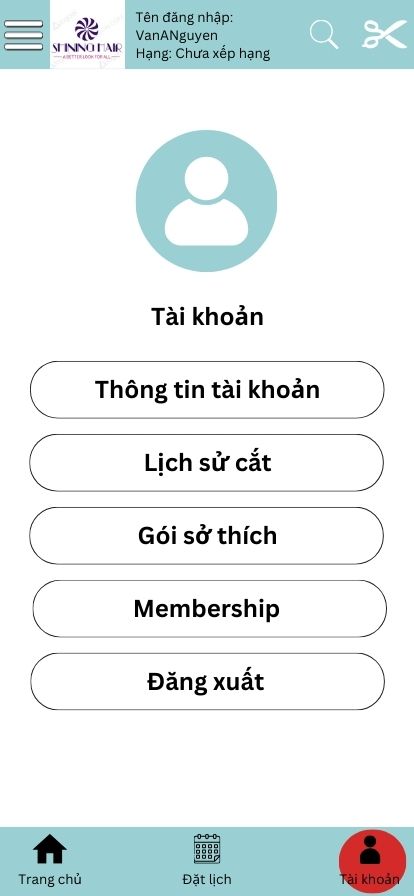 Tên đăng nhập:
VanANguyen
Hạng: Chưa xếp hạng
SHINNO HAIR
A BETTER LOOK FOR ALL
Tài khoản
Thông tin tài khoản
Lịch sử cắt
Gói sở thích
Membership
Đăng xuất
Trang chủ
Đặt lịch
Tài khoản